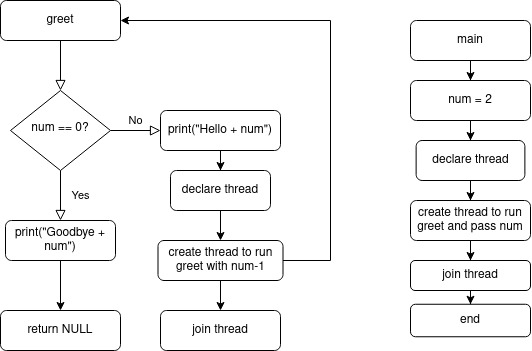 greet
num == 0?
No
Yes
print("Goodbye +
num")
return NULL
print("Hello + num")
declare thread
create thread to run
greet with num-1
join thread
main
num = 2
declare thread
create thread to run
greet and pass num
join thread
end